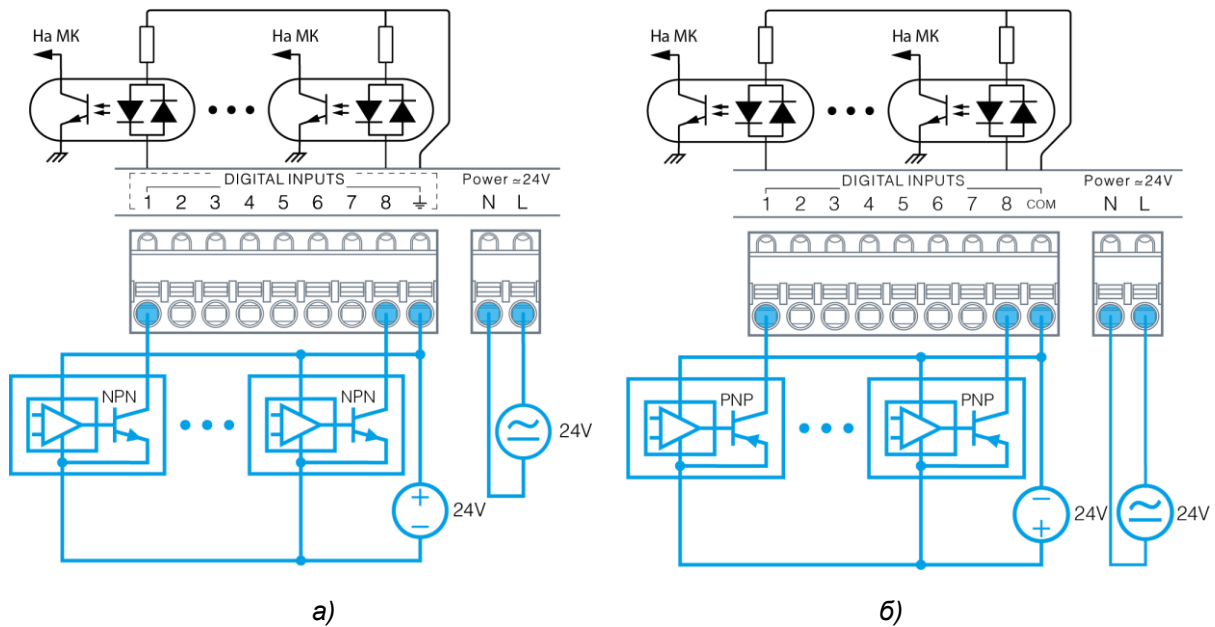 На МК
На МК
DIGITAL INPUTS
Power ≃24V
1 2 3 4 5 6 7 8 ⏚
N L
NPN
NPN
24V
+
−
24V
а)
На МК
На МК
DIGITAL INPUTS
Power ≃24V
1 2 3 4 5 6 7 8 COM
N L
PNP
PNP
−
+
24V
24V
б)